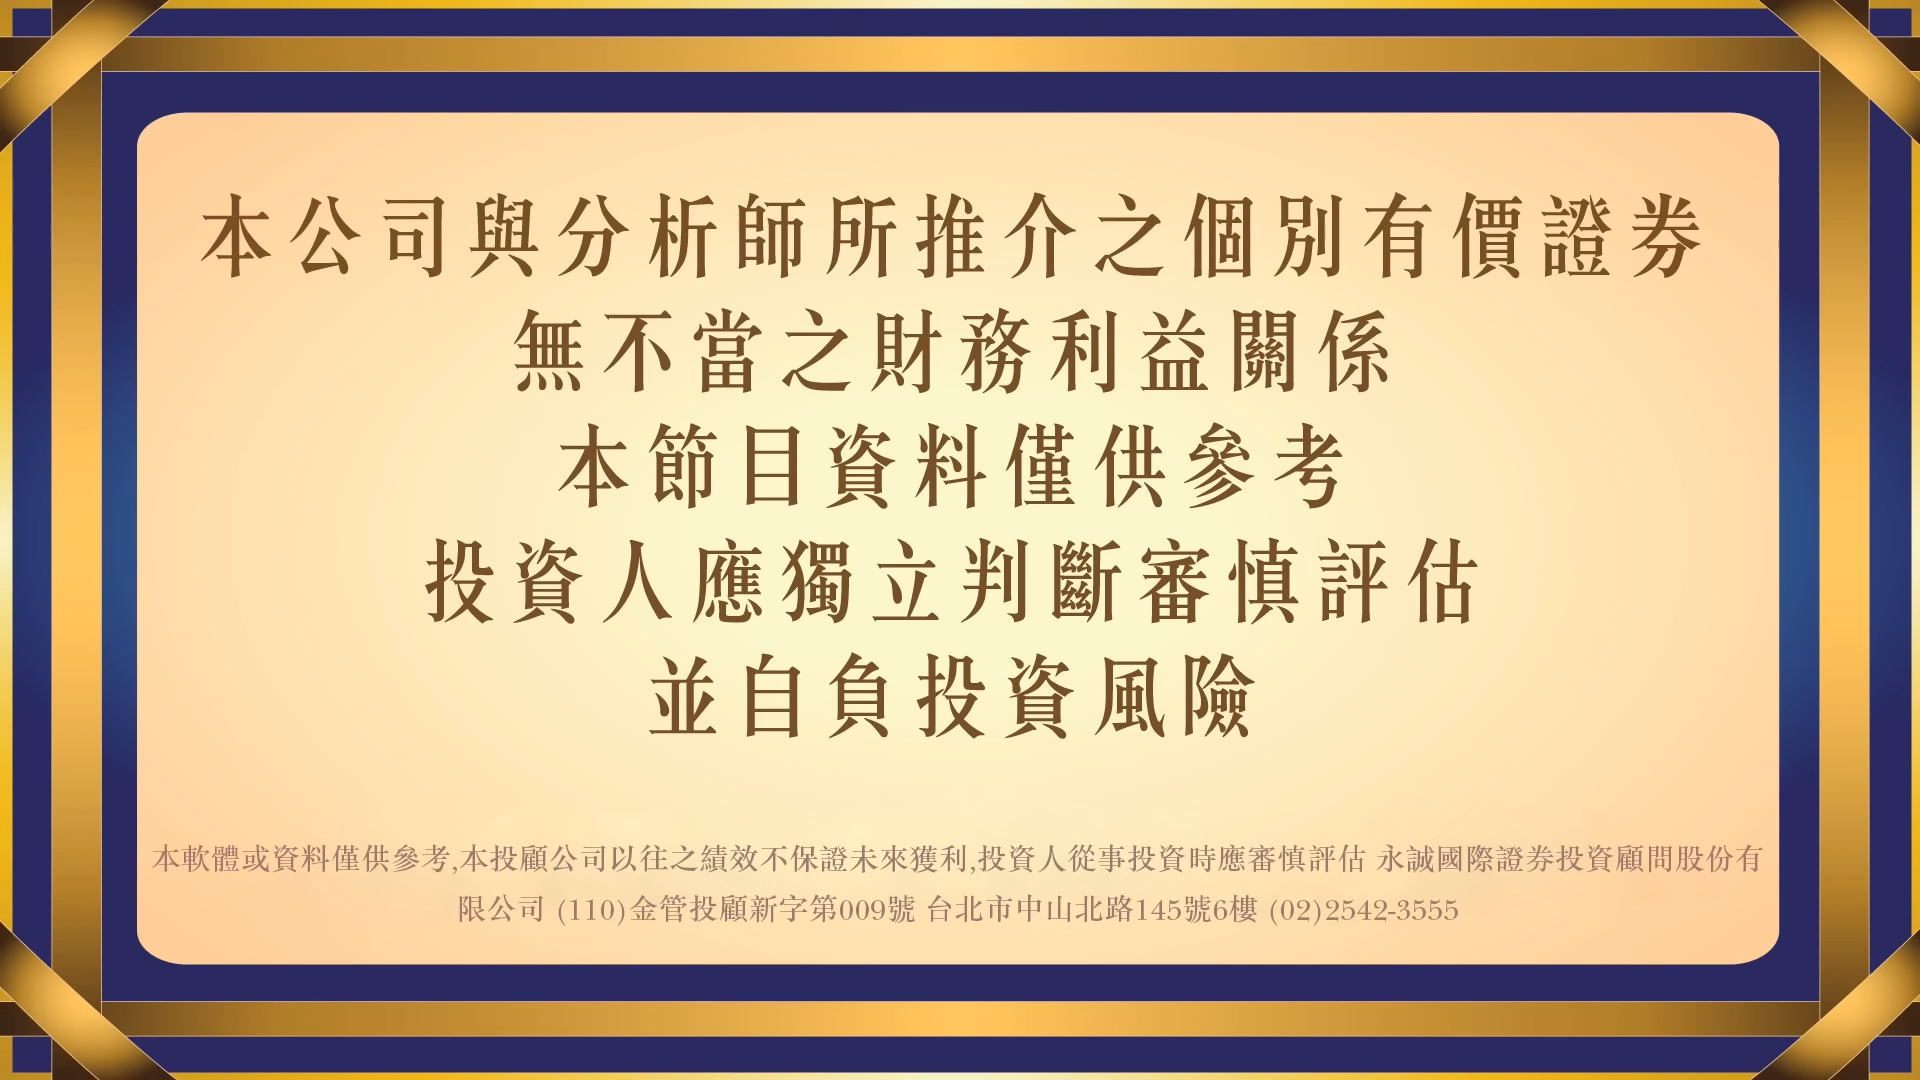 本公司與分析師所推介之個別有價證券
無不當之財務利益關係
本節目資料僅供參考
投資人應獨立判斷審慎評估
並自負投資風險
本軟體或資料僅供參考,本投顧公司以往之績效不保證未來獲利,投資人從事投資時應審慎評估 永誠國際證券投資顧問股份有
限公司 (110)金管投顧新字第009號 台北市中山北路145號6樓 (02)2542-3555